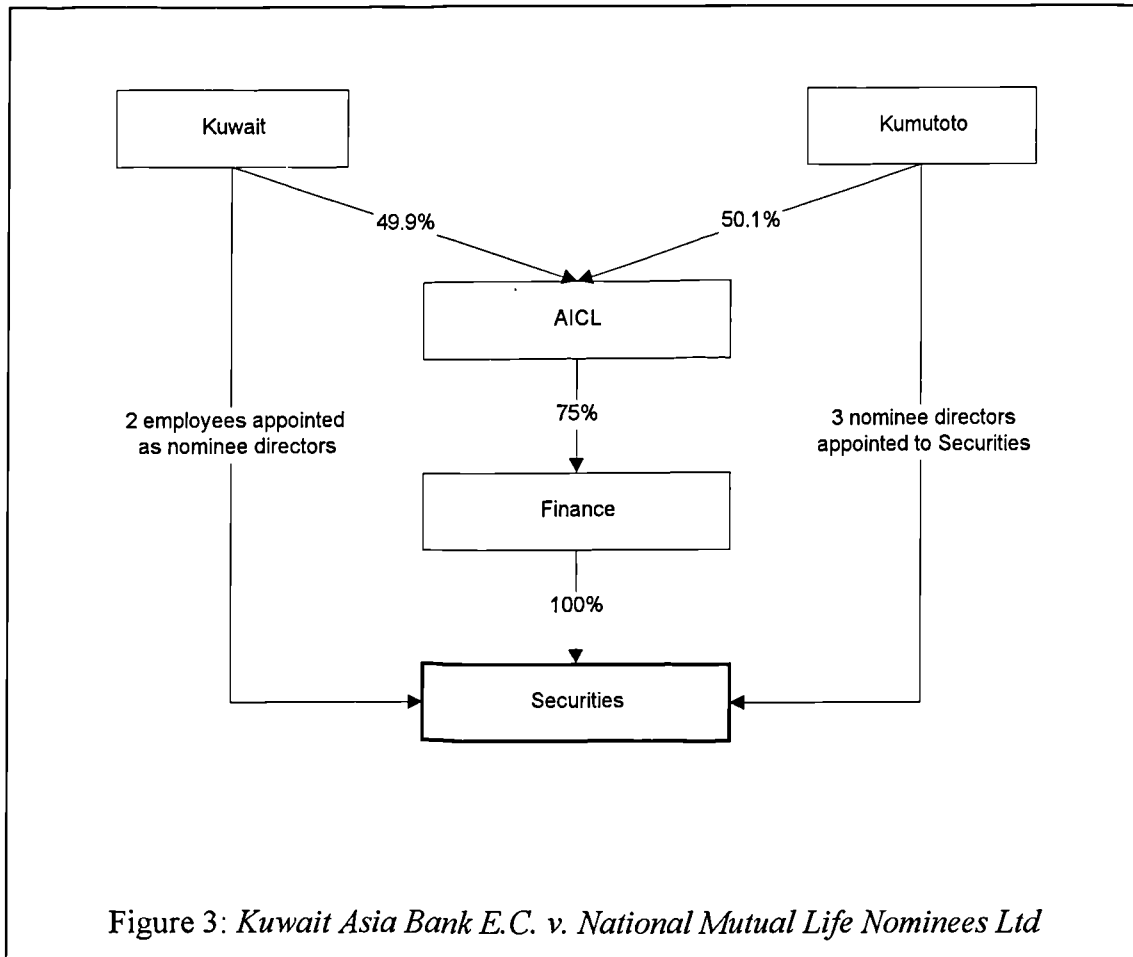 Kuwait
Kumutoto
49.9%
50.1%
AICL
2 employees appointed
as nominee directors
75%
3 nominee directors
appointed to Securities
Finance
100%
Securities
Figure 3: Kuwait Asia Bank E.C. v. National Mutual Life Nominees Ltd